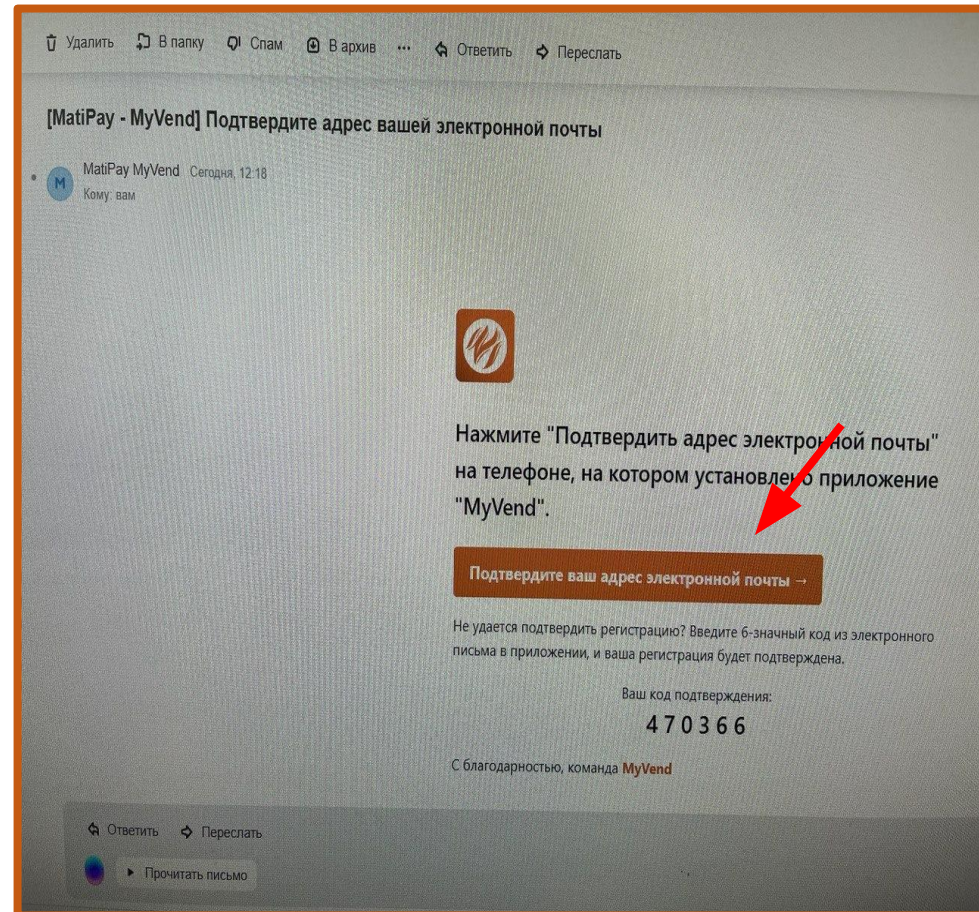 Удалить В папку Спам В архив ... Ответить Переслать
[MatiPay - MyVend] Подтвердите адрес вашей электронной почты
MatiPay MyVend Сегодня, 12:18
М
Кому: вам
Нажмите "Подтвердить адрес электронной почты"
на телефоне, на котором установлено приложение
"MyVend".
Подтвердите ваш адрес электронной почты →
Не удается подтвердить регистрацию? Введите 6-значный код из электронного
письма в приложении, и ваша регистрация будет подтверждена.
Ваш код подтверждения:
470366
С благодарностью, команда MyVend
Ответить Переслать
Прочитать письмо